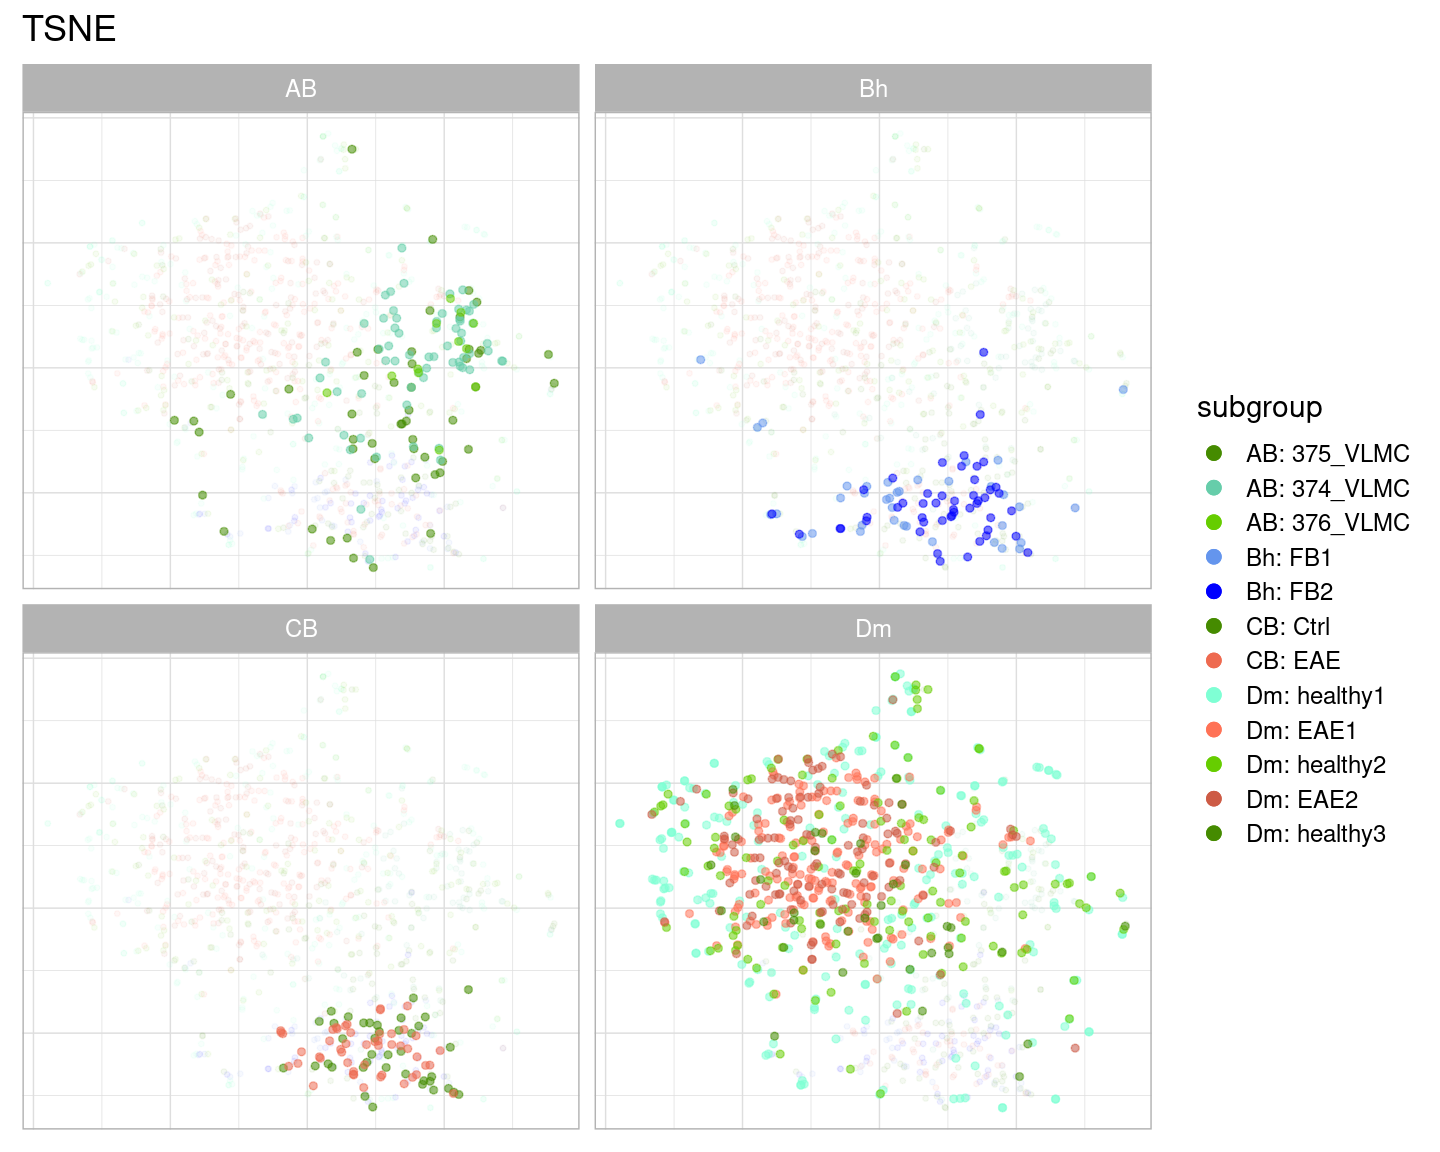 TSNE
AB
Bh
CB
Dm
subgroup
AB: 375_VLMC
AB: 374_VLMC
AB: 376_VLMC
Bh: FB1
Bh: FB2
CB: Ctrl
CB: EAE
Dm: healthy1
Dm: EAE1
Dm: healthy2
Dm: EAE2
Dm: healthy3